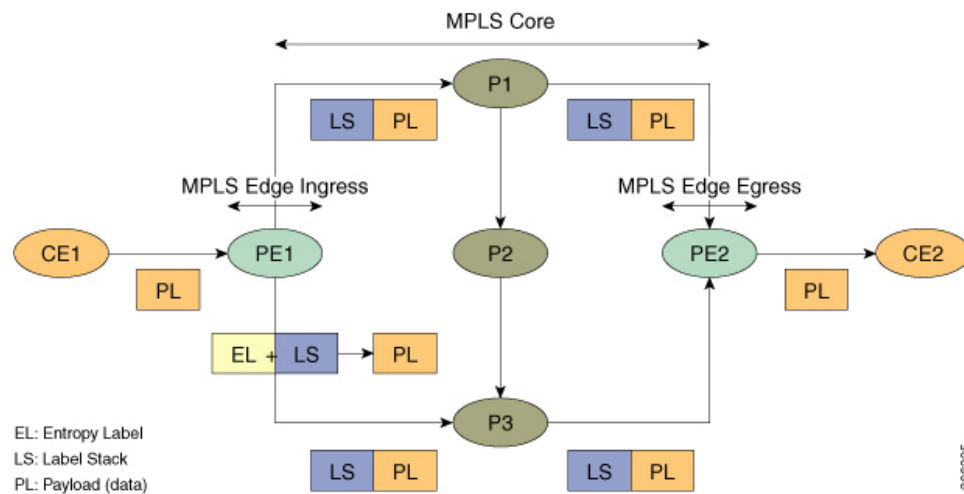 MPLS Core
P1
LS PL
LS PL
MPLS Edge Ingress
MPLS Edge Egress
CE1
PE1
P2
PE2
CE2
PL
PL
EL + LS
PL
P3
EL: Entropy Label
LS: Label Stack
PL: Payload (data)
LS PL
LS PL